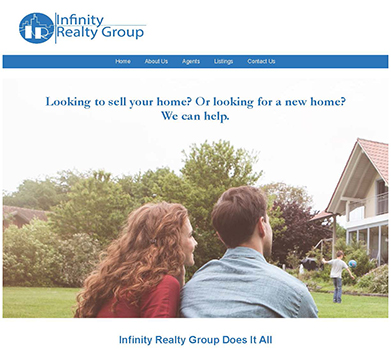 IR
Infinity
Realty Group
Home About Us Agents Listings Contact Us
Looking to sell your home? Or looking for a new home?
We can help.
Infinity Realty Group Does It All